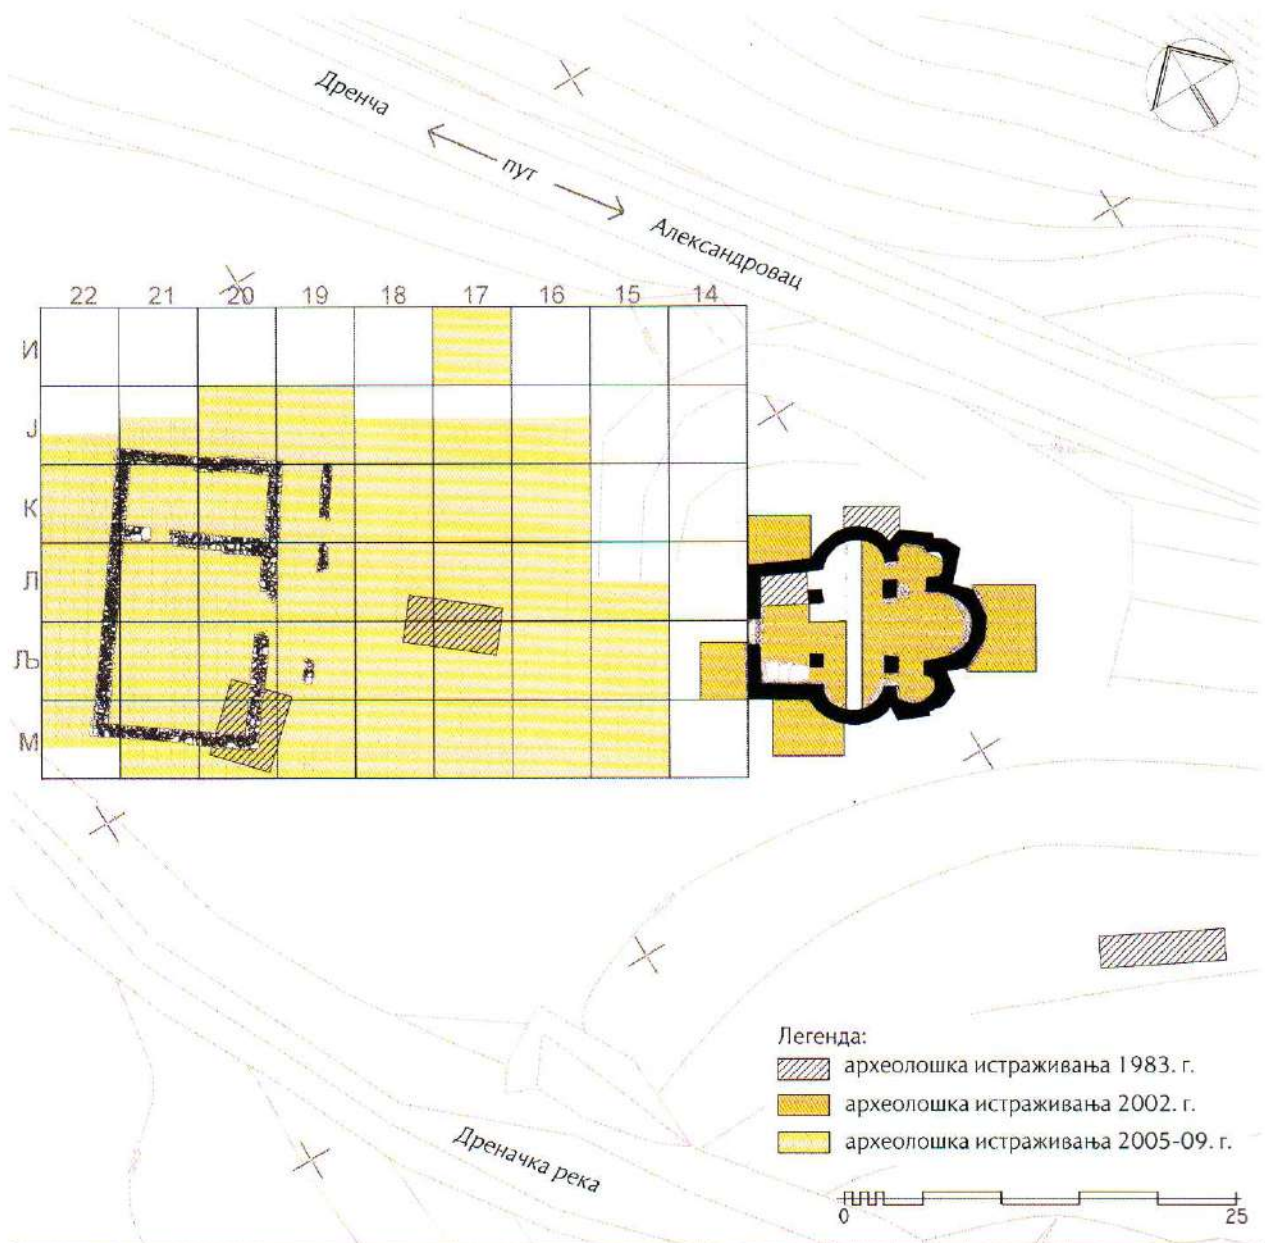 Дренча
пут
Александровац
22 21 20 19 18 17 16 15 14
И
Ј
К
Л
Љ
М
Легенда:
археолошка истраживања 1983. г.
археолошка истраживања 2002. г.
археолошка истраживања 2005-09. г.
Дреначка река
0 25